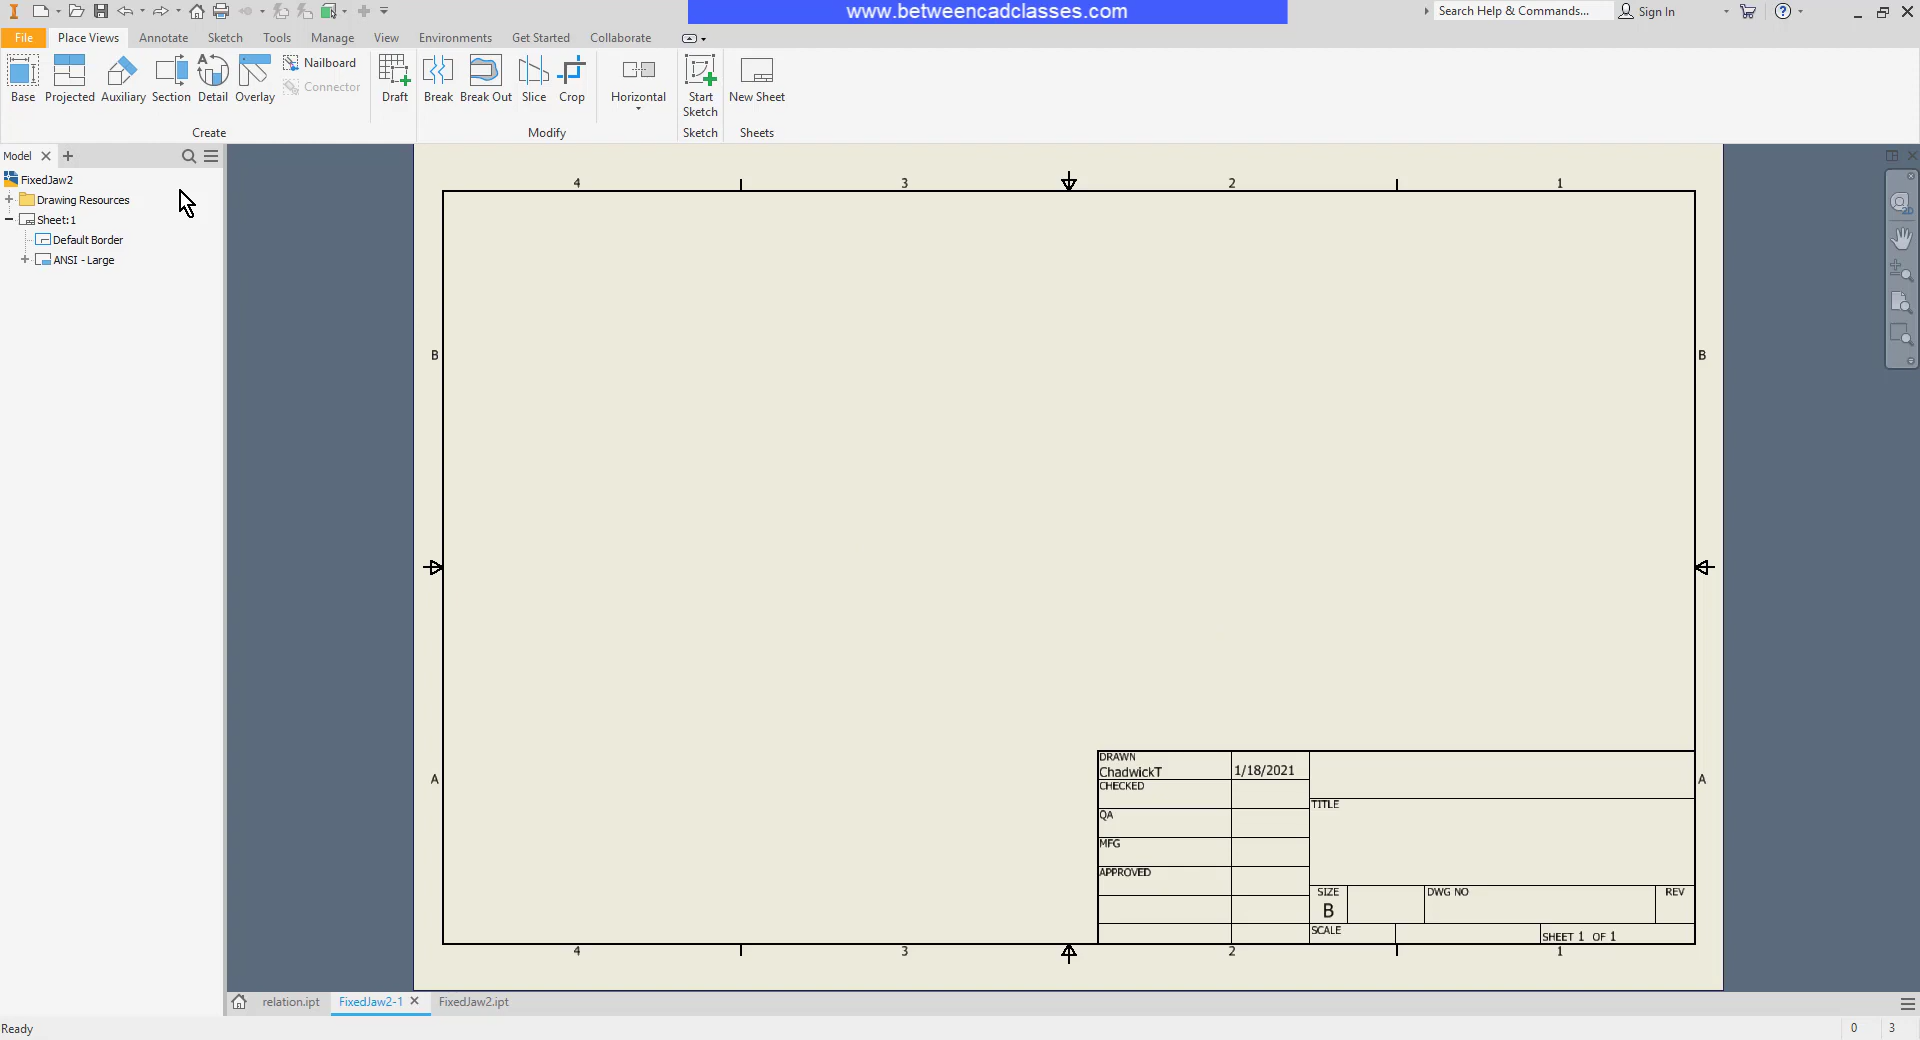 www.betweencadclasses.com
Search Help & Commands...
Sign In
File
Place Views
Annotate
Sketch
Tools
Manage
View
Environments
Get Started
Collaborate
Base
Projected
Auxiliary
Section
Detail
Overlay
Nailboard
Connector
Draft
Break
Break Out
Slice
Crop
Horizontal
Start Sketch
New Sheet
Create
Modify
Sketch
Sheets
Model
FixedJaw2
Drawing Resources
Sheet:1
Default Border
ANSI - Large
4
3
2
1
B
B
A
A
DRAWN
ChadwickT
1/18/2021
CHECKED
QA
MFG
APPROVED
TITLE
SIZE
B
DWG NO
REV
SCALE
SHEET 1 OF 1
4
3
2
1
relation.ipt
FixedJaw2-1
FixedJaw2.ipt
Ready
0
3